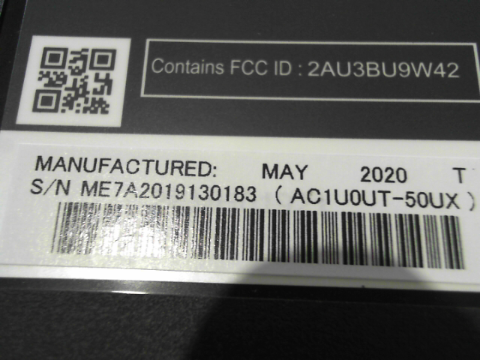 Contains FCC ID : 2AU3BU9W42
MANUFACTURED: MAY 2020 T
S/N ME7A2019130183 ( AC1U0UT-50UX )